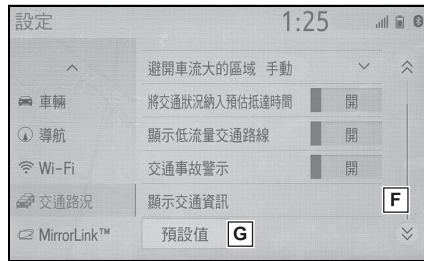 設定 1:25
避開車流大的區域 手動
車輛 將交通狀況納入預估抵達時間 開
導航 顯示低流量交通路線 開
Wi-Fi 交通事故警示 開
交通路況 顯示交通資訊 F
MirrorLink™ 預設值 G